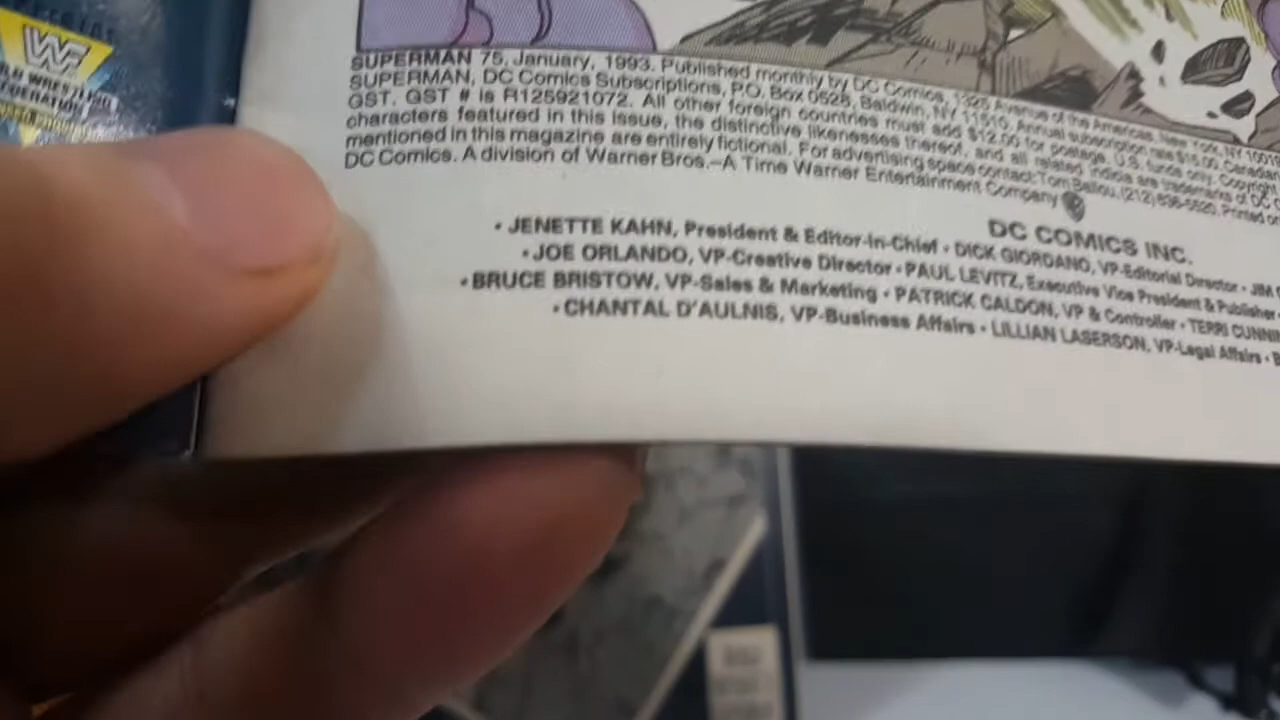 WF
SUPERMAN 75, January, 1993. Published monthly by DC Comics, 1325 Avenue of the Americas, New York, NY 10019
SUPERMAN, DC Comics Subscriptions, P.O. Box 0528, Baldwin, NY 11510. Annual subscription rate $15.00. Canadian
GST. GST # is R125921072. All other foreign countries must add $12.00 for postage. U.S. funds only. Copyright
characters featured in this issue, the distinctive likenesses thereof, and all related indicia are trademarks of DC
mentioned in this magazine are entirely fictional. For advertising space contact: Tom Ballou, (212) 636-5520. Printed
DC Comics. A division of Warner Bros.—A Time Warner Entertainment Company
DC COMICS INC.
• JENETTE KAHN, President & Editor-in-Chief • DICK GIORDANO, VP-Editorial Director •
• JOE ORLANDO, VP-Creative Director • PAUL LEVITZ, Executive Vice President & Publisher •
• BRUCE BRISTOW, VP-Sales & Marketing • PATRICK CALDON, VP & Controller • TERRI
• CHANTAL D'AULNIS, VP-Business Affairs • LILLIAN LASERSON, VP-Legal Affairs •